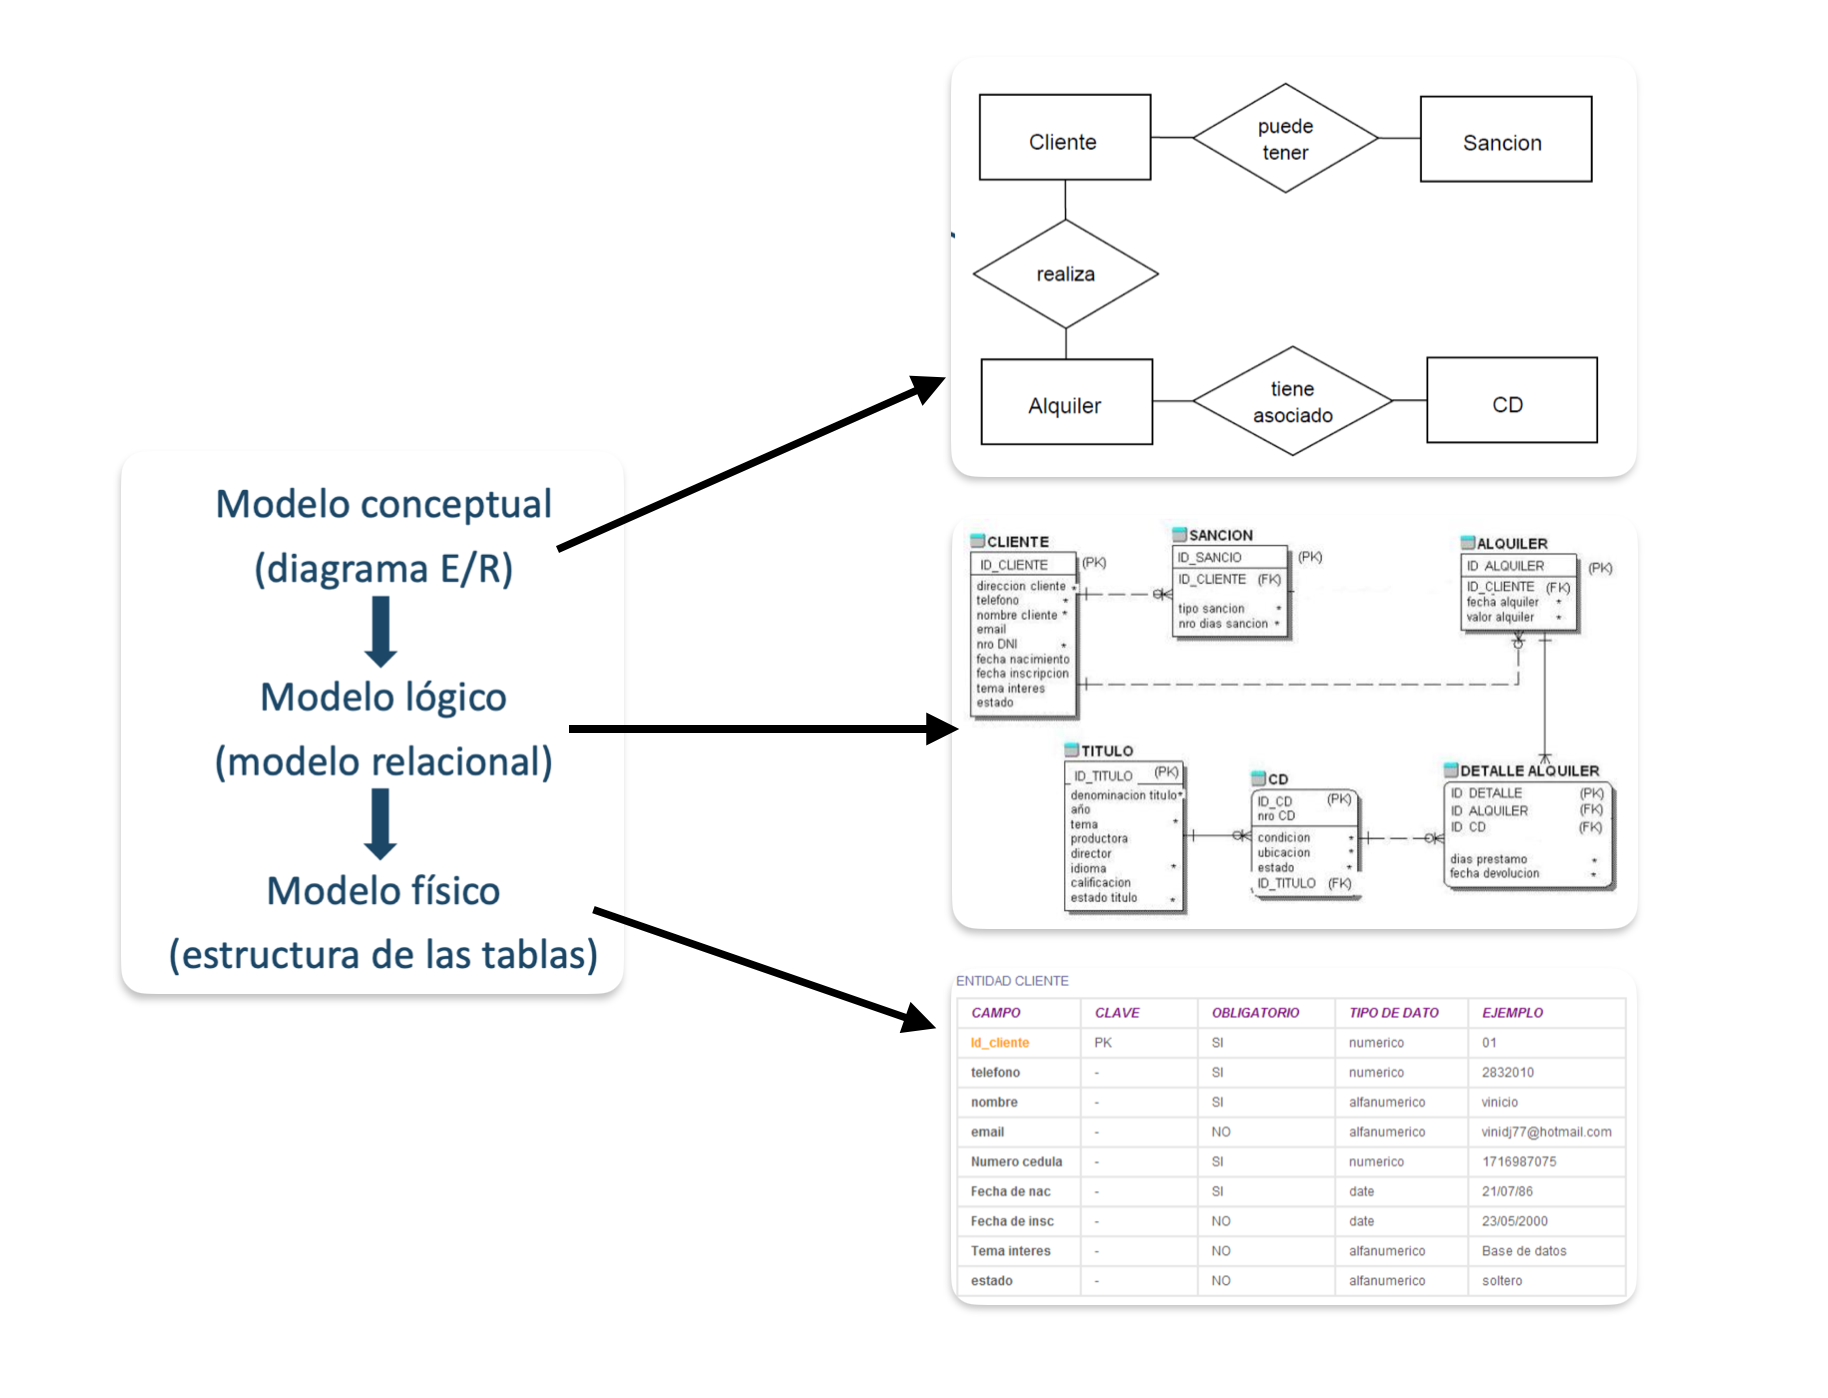 Modelo conceptual
(diagrama E/R)
Modelo lógico
(modelo relacional)
Modelo físico
(estructura de las tablas)
Cliente
puede
tener
Sancion
realiza
Alquiler
tiene
asociado
CD
CLIENTE
ID_CLIENTE (PK)
direccion cliente *
telefono *
nombre cliente *
email
nro DNI *
fecha nacimiento
fecha inscripcion
tema interes
estado
SANCION
ID_SANCIO (PK)
ID_CLIENTE (FK)
tipo sancion *
nro dias sancion *
ALQUILER
ID ALQUILER (PK)
ID_CLIENTE (FK)
fecha alquiler *
valor alquiler *
TITULO
ID_TITULO (PK)
denominacion titulo*
año
tema *
productora
director
idioma *
calificacion
estado titulo *
CD
ID_CD (PK)
nro CD
condicion *
ubicacion *
estado *
ID_TITULO (FK)
DETALLE ALQUILER
ID DETALLE (PK)
ID ALQUILER (FK)
ID CD (FK)
dias prestamo *
fecha devolucion *
ENTIDAD CLIENTE
CAMPO CLAVE OBLIGATORIO TIPO DE DATO EJEMPLO
Id_cliente PK SI numerico 01
telefono - SI numerico 2832010
nombre - SI alfanumerico vinicio
email - NO alfanumerico vinidj77@hotmail.com
Numero cedula - SI numerico 1716987075
Fecha de nac - SI date 21/07/86
Fecha de insc - NO date 23/05/2000
Tema interes - NO alfanumerico Base de datos
estado - NO alfanumerico soltero